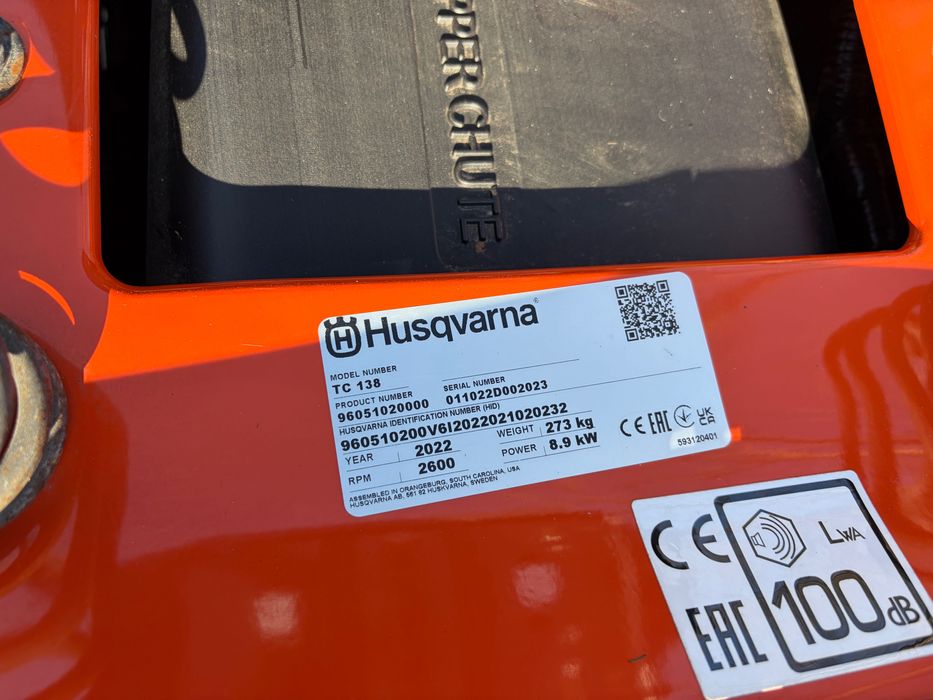 PPER CHUTE
Husqvarna®
MODEL NUMBER
TC 138
PRODUCT NUMBER SERIAL NUMBER
96051020000 011022D002023
HUSQVARNA IDENTIFICATION NUMBER (HID)
960510200V6I2022021020232
YEAR 2022 WEIGHT 273 kg
RPM 2600 POWER 8.9 kW
CE EAC UK CA
593120401
ASSEMBLED IN ORANGEBURG, SOUTH CAROLINA, USA
HUSQVARNA AB, 561 82 HUSKVARNA, SWEDEN
CE LWA
EAC 100dB